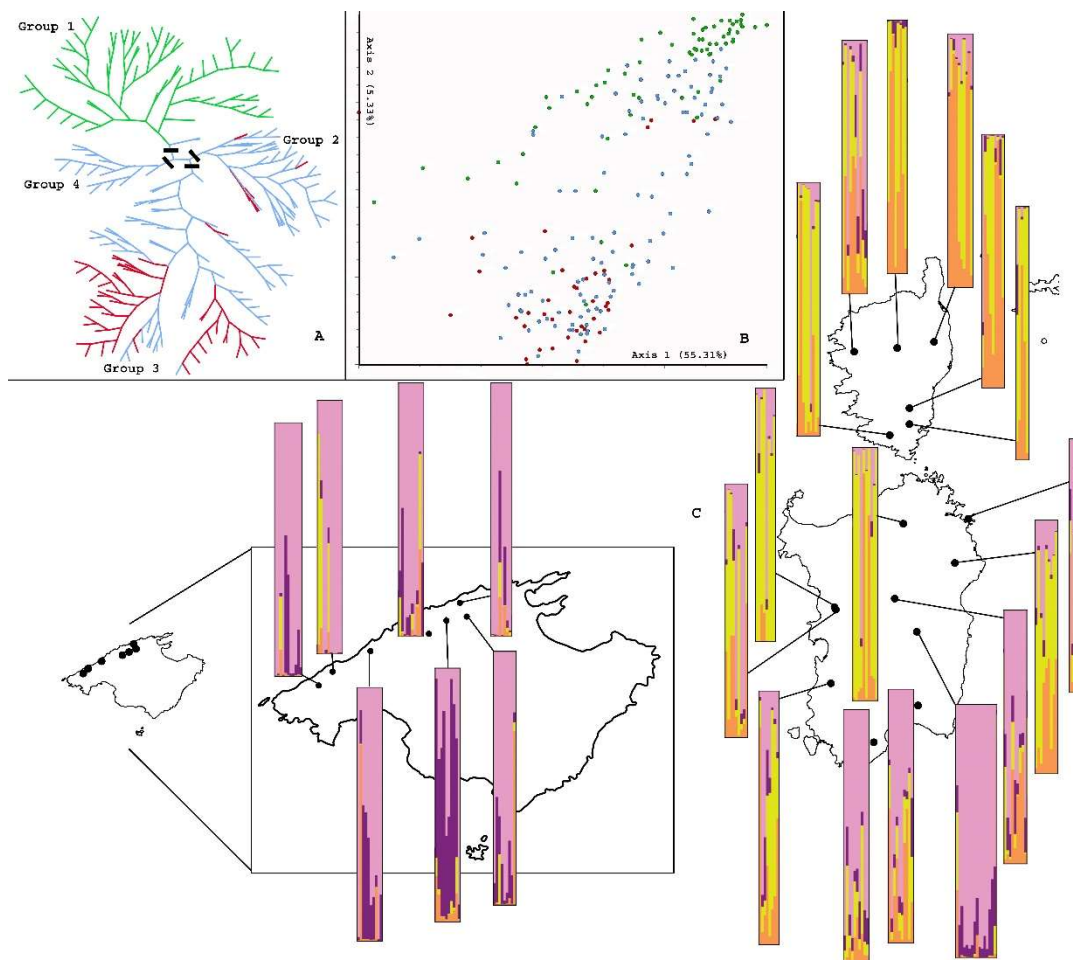 Group 1
Group 2
Group 4
Group 3
A
Axis 2 (5.33%)
Axis 1 (55.31%)
B
C